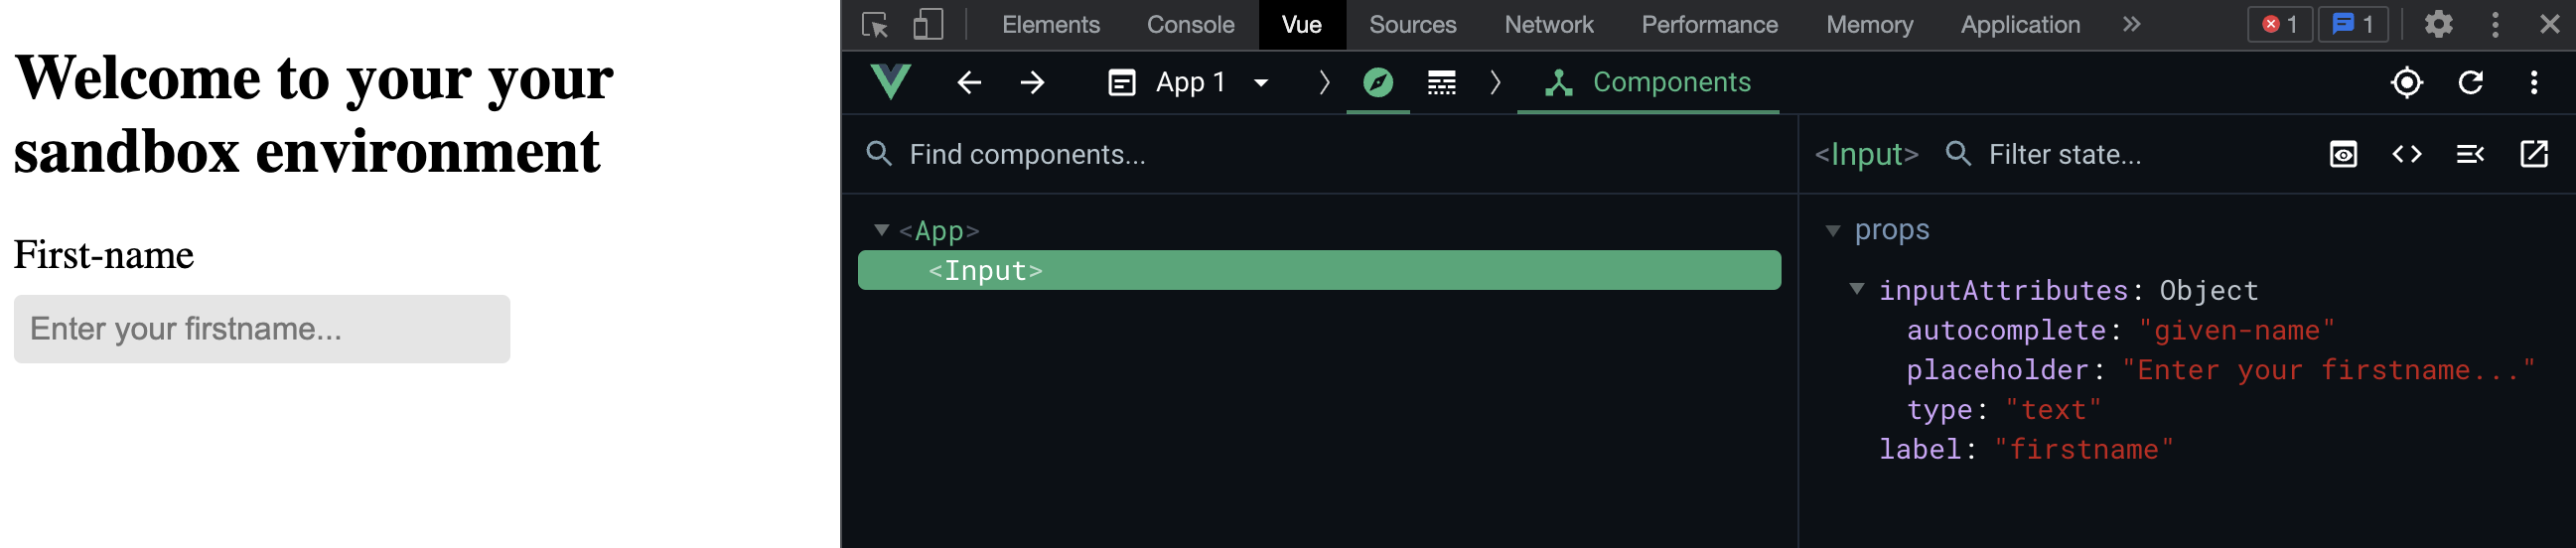 Welcome to your your
sandbox environment
First-name
Enter your firstname...
Elements Console Vue Sources Network Performance Memory Application » 1 1
App 1 Components
Find components...
<Input> Filter state...
<App>
<Input>
props
inputAttributes: Object
autocomplete: "given-name"
placeholder: "Enter your firstname..."
type: "text"
label: "firstname"